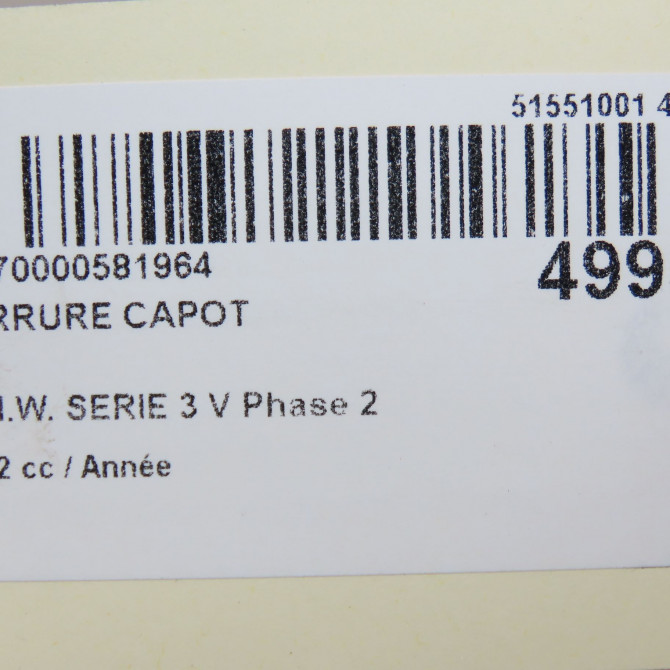 51551001 4
70000581964
499
RRURE CAPOT
.W. SERIE 3 V Phase 2
2 cc / Année